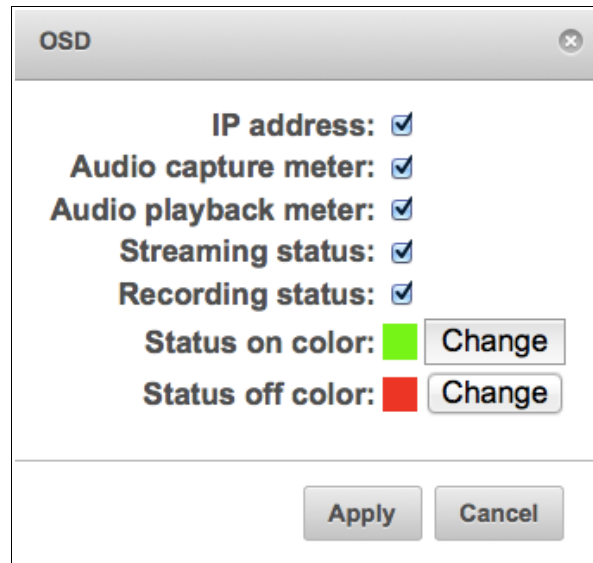 OSD
IP address:
Audio capture meter:
Audio playback meter:
Streaming status:
Recording status:
Status on color: Change
Status off color: Change
Apply Cancel